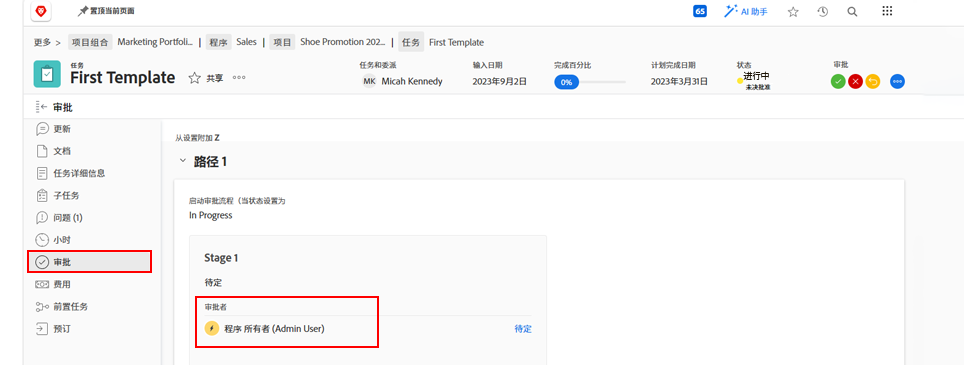 置顶当前页面
65 AI 助手
更多 > 项目组合 Marketing Portfoli... | 程序 Sales | 项目 Shoe Promotion 202... | 任务 First Template
任务
First Template 共享
任务和委派
MK Micah Kennedy
输入日期
2023年9月2日
完成百分比
0%
计划完成日期
2023年3月31日
状态
进行中
未决批准
审批
审批
更新
文档
任务详细信息
子任务
问题 (1)
小时
审批
费用
前置任务
预订
从设置附加 Z
路径 1
启动审批流程（当状态设置为
In Progress
Stage 1
待定
审批者
程序 所有者 (Admin User) 待定